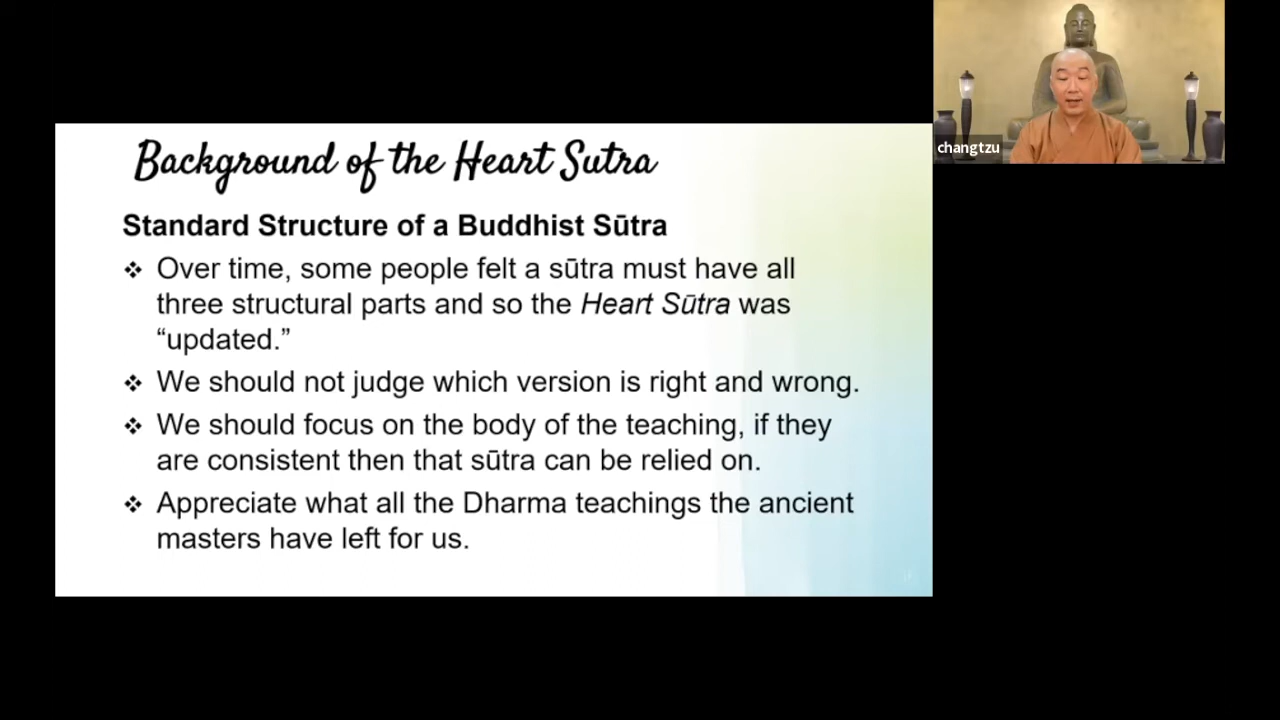 Background of the Heart Sutra
Standard Structure of a Buddhist Sūtra
❖ Over time, some people felt a sūtra must have all
three structural parts and so the Heart Sūtra was
“updated.”
❖ We should not judge which version is right and wrong.
❖ We should focus on the body of the teaching, if they
are consistent then that sūtra can be relied on.
❖ Appreciate what all the Dharma teachings the ancient
masters have left for us.
changtzu